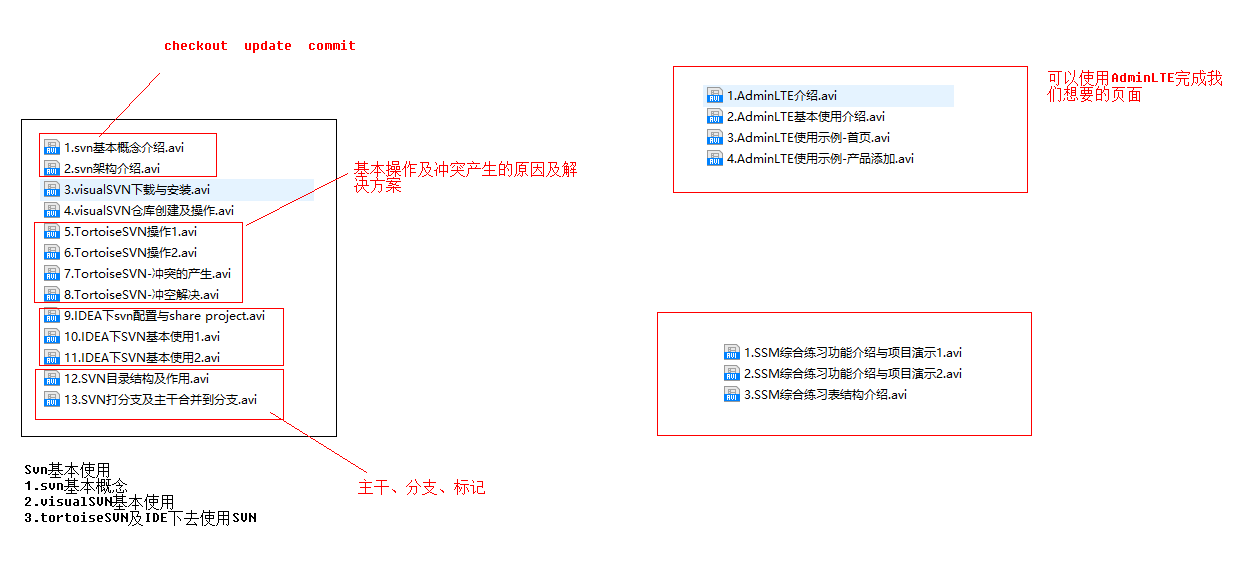 checkout update commit
1.svn基本概念介绍.avi
2.svn架构介绍.avi
3.visualSVN下载与安装.avi
4.visualSVN仓库创建及操作.avi
5.TortoiseSVN操作1.avi
6.TortoiseSVN操作2.avi
7.TortoiseSVN-冲突的产生.avi
8.TortoiseSVN-冲空解决.avi
9.IDEA下svn配置与share project.avi
10.IDEA下SVN基本使用1.avi
11.IDEA下SVN基本使用2.avi
12.SVN目录结构及作用.avi
13.SVN打分支及主干合并到分支.avi
基本操作及冲突产生的原因及解
决方案
主干、分支、标记
Svn基本使用
1.svn基本概念
2.visualSVN基本使用
3.tortoiseSVN及IDE下去使用SVN
1.AdminLTE介绍.avi
2.AdminLTE基本使用介绍.avi
3.AdminLTE使用示例-首页.avi
4.AdminLTE使用示例-产品添加.avi
可以使用AdminLTE完成我
们想要的页面
1.SSM综合练习功能介绍与项目演示1.avi
2.SSM综合练习功能介绍与项目演示2.avi
3.SSM综合练习表结构介绍.avi